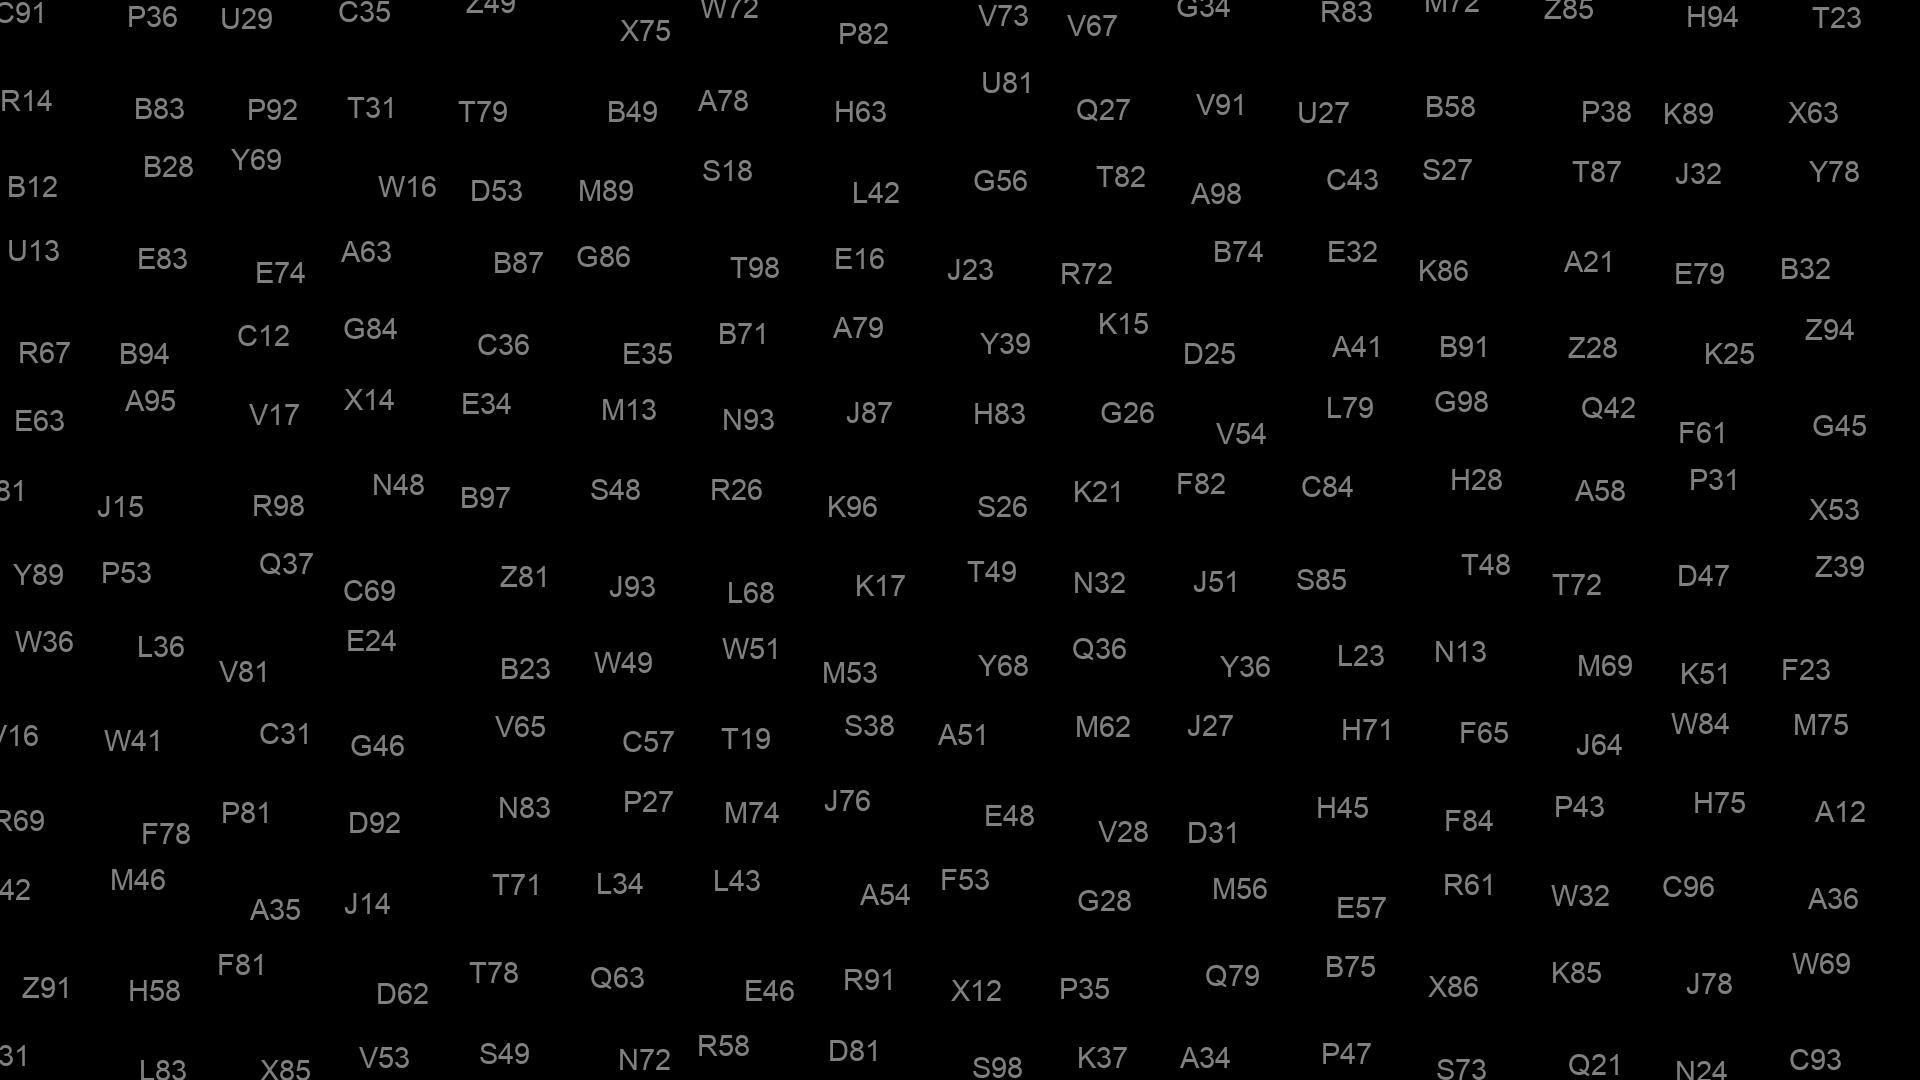 C91 P36 U29 C35 Z49 X75 W72 P82 V73 V67 G34 R83 M72 Z85 H94 T23
R14 B83 P92 T31 T79 B49 A78 H63 U81 Q27 V91 U27 B58 P38 K89 X63
B12 B28 Y69 W16 D53 M89 S18 L42 G56 T82 A98 C43 S27 T87 J32 Y78
U13 E83 E74 A63 B87 G86 T98 E16 J23 R72 B74 E32 K86 A21 E79 B32
R67 B94 C12 G84 C36 E35 B71 A79 Y39 K15 D25 A41 B91 Z28 K25 Z94
E63 A95 V17 X14 E34 M13 N93 J87 H83 G26 V54 L79 G98 Q42 F61 G45
81 J15 R98 N48 B97 S48 R26 K96 S26 K21 F82 C84 H28 A58 P31 X53
Y89 P53 Q37 C69 Z81 J93 L68 K17 T49 N32 J51 S85 T48 T72 D47 Z39
W36 L36 V81 E24 B23 W49 W51 M53 Y68 Q36 Y36 L23 N13 M69 K51 F23
V16 W41 C31 G46 V65 C57 T19 S38 A51 M62 J27 H71 F65 J64 W84 M75
R69 F78 P81 D92 N83 P27 M74 J76 E48 V28 D31 H45 F84 P43 H75 A12
42 M46 A35 J14 T71 L34 L43 A54 F53 G28 M56 E57 R61 W32 C96 A36
Z91 H58 F81 D62 T78 Q63 E46 R91 X12 P35 Q79 B75 X86 K85 J78 W69
31 L83 X85 V53 S49 N72 R58 D81 S98 K37 A34 P47 S73 Q21 N24 C93